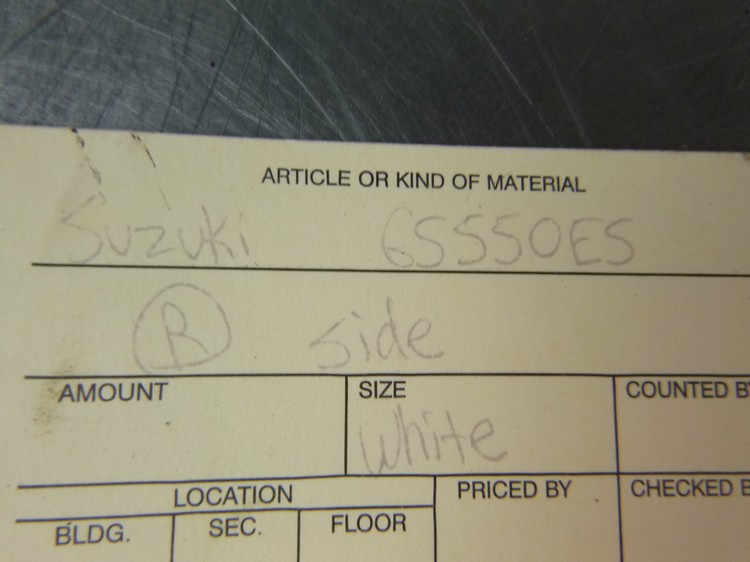 ARTICLE OR KIND OF MATERIAL
Suzuki GS550ES
R side
AMOUNT SIZE COUNTED B
White
LOCATION PRICED BY CHECKED B
BLDG. SEC. FLOOR